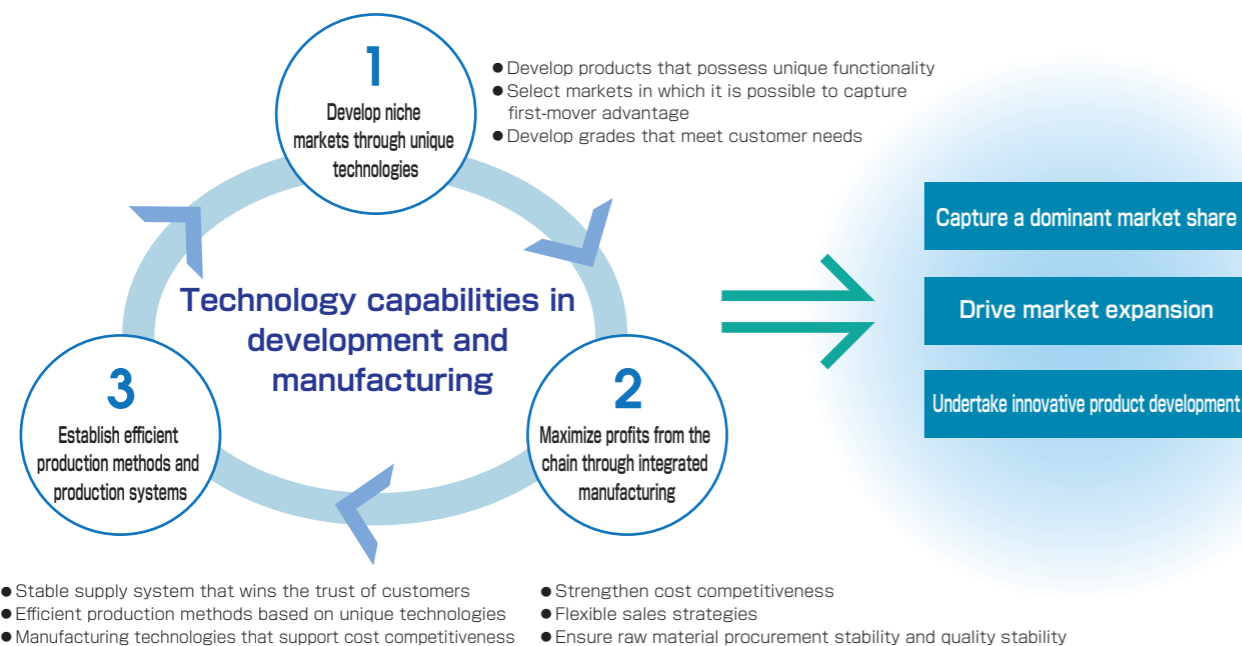 1
Develop niche
markets through unique
technologies
● Develop products that possess unique functionality
● Select markets in which it is possible to capture
first-mover advantage
● Develop grades that meet customer needs
Technology capabilities in
development and
manufacturing
2
Maximize profits from the
chain through integrated
manufacturing
3
Establish efficient
production methods and
production systems
● Stable supply system that wins the trust of customers
● Efficient production methods based on unique technologies
● Manufacturing technologies that support cost competitiveness
● Strengthen cost competitiveness
● Flexible sales strategies
● Ensure raw material procurement stability and quality stability
Capture a dominant market share
Drive market expansion
Undertake innovative product development